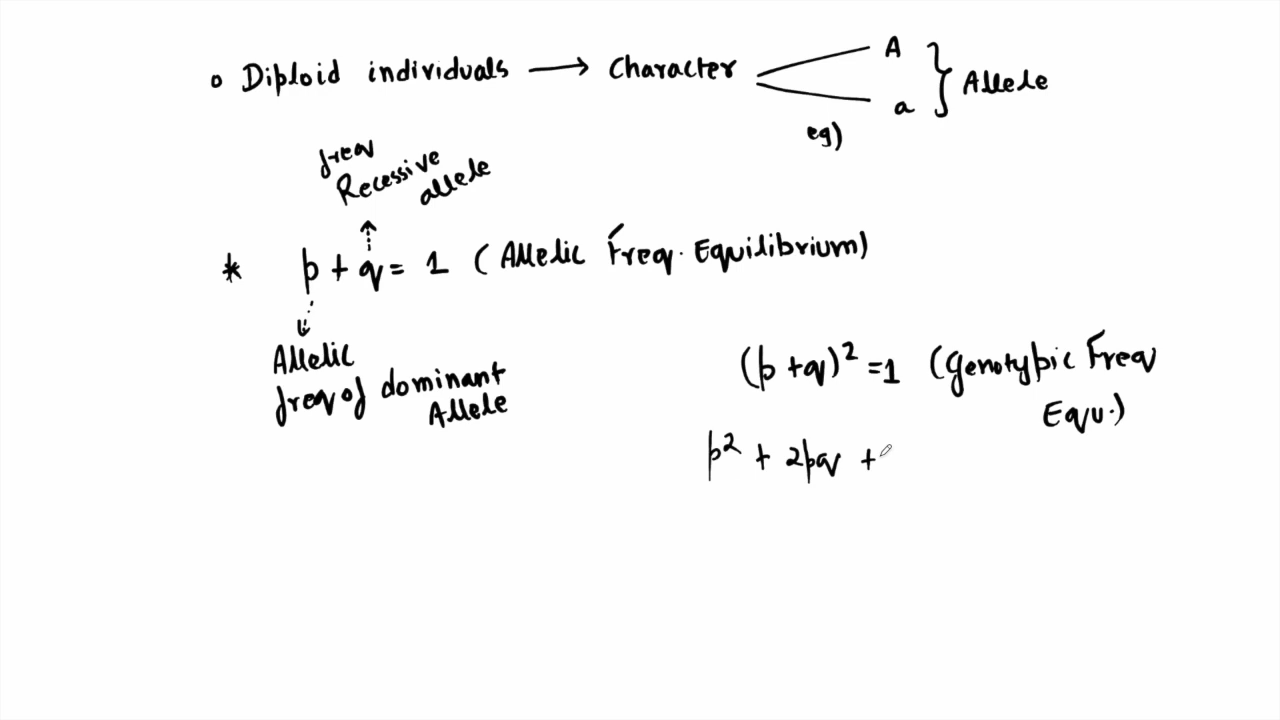 o Diploid individuals → Character A } Allele
a
eg)
freq
Recessive
allele
* p + q = 1 (Allelic Freq. Equilibrium)
Allelic
freq of dominant
Allele
(p + q)² = 1 (Genotypic Freq
Equ.)
p² + 2pq +